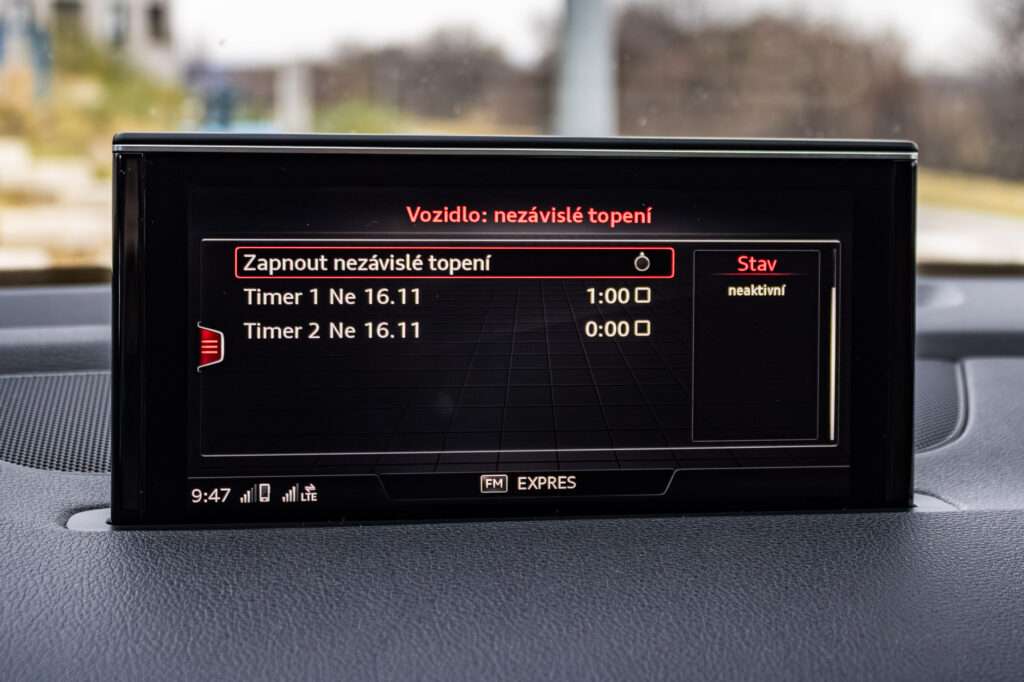 Vozidlo: nezávislé topení
Zapnout nezávislé topení
Timer 1 Ne 16.11 1:00
Timer 2 Ne 16.11 0:00
Stav
neaktivní
9:47 LTE FM EXPRES